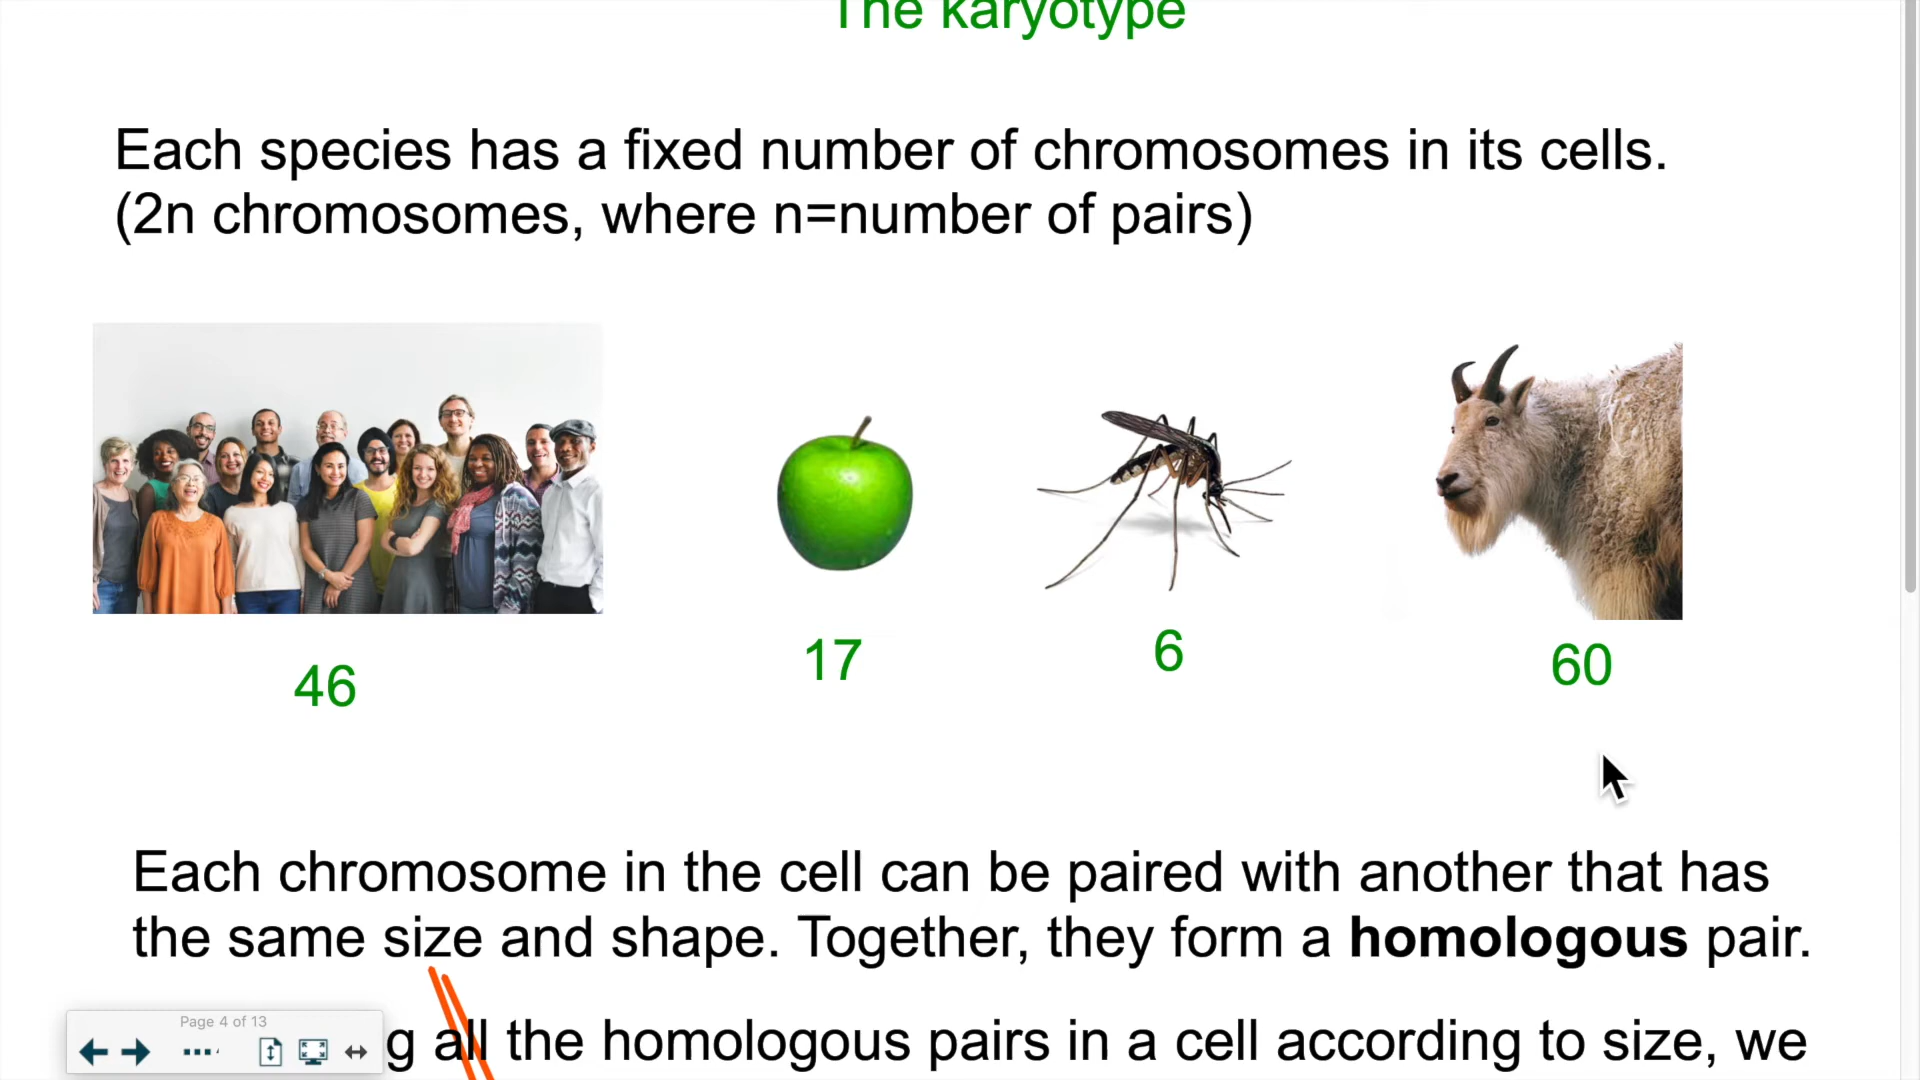 The karyotype
Each species has a fixed number of chromosomes in its cells.
(2n chromosomes, where n=number of pairs)
46
17
6
60
Each chromosome in the cell can be paired with another that has
the same size and shape. Together, they form a homologous pair.
g all the homologous pairs in a cell according to size, we
Page 4 of 13